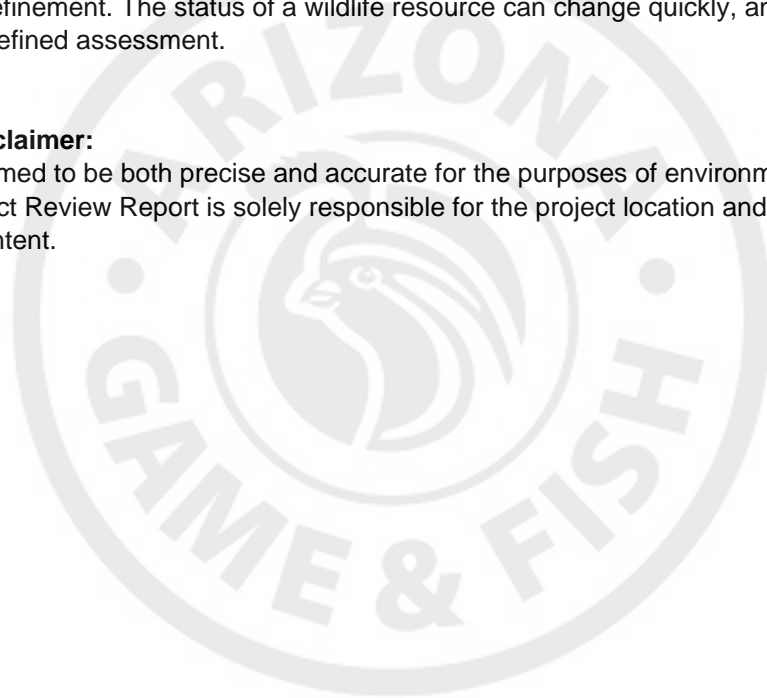 efinement. The status of a wildlife resource can change quickly, an
efined assessment.
claimer:
med to be both precise and accurate for the purposes of environm
ct Review Report is solely responsible for the project location and
ntent.
ARIZONA
GAME & FISH